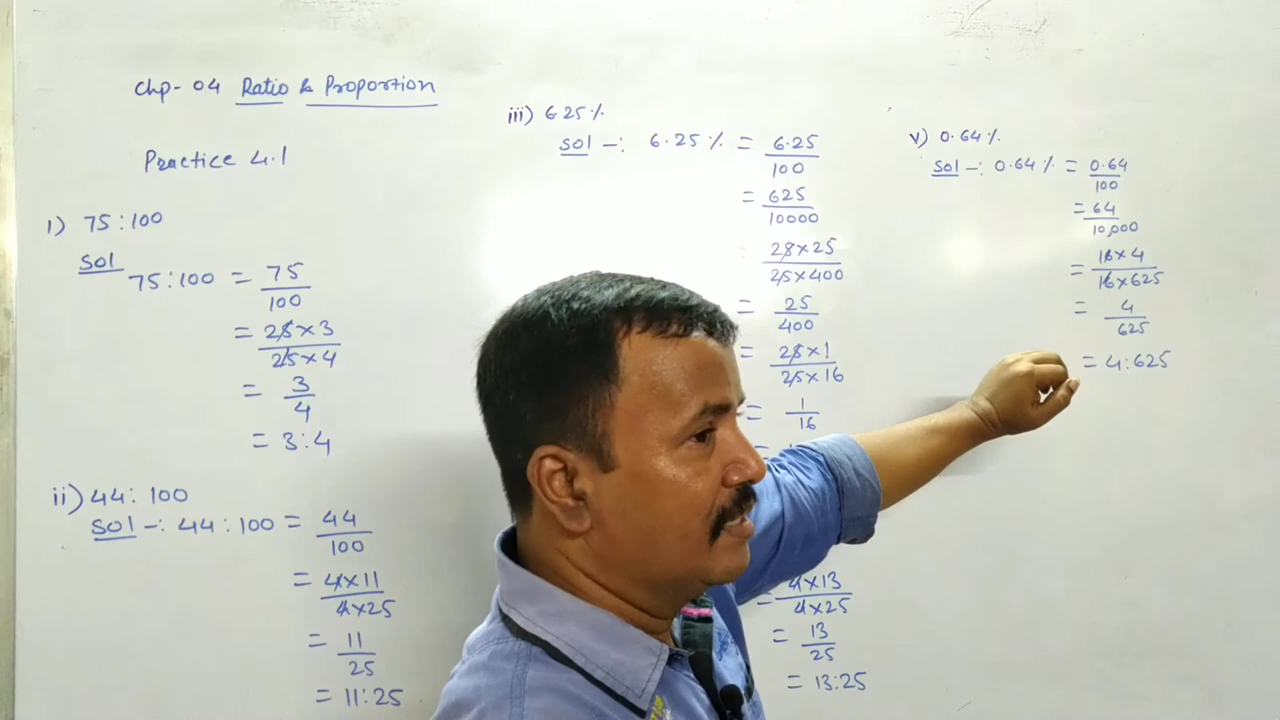 Chp- 04 Ratio & Proportion
Practice 4.1
i) 75:100
Sol
75:100 = 75/100
= 25×3/25×4
= 3/4
= 3:4
ii) 44: 100
Sol -: 44 : 100 = 44/100
= 4×11/4×25
= 11/25
= 11:25
iii) 6.25%
Sol -: 6.25% = 6.25/100
= 625/10000
= 25×25/25×400
= 25/400
= 25×1/25×16
= 1/16
=
= 4×13/4×25
= 13/25
= 13:25
v) 0.64%
Sol -: 0.64% = 0.64/100
= 64/10,000
= 16×4/16×625
= 4/625
= 4:625